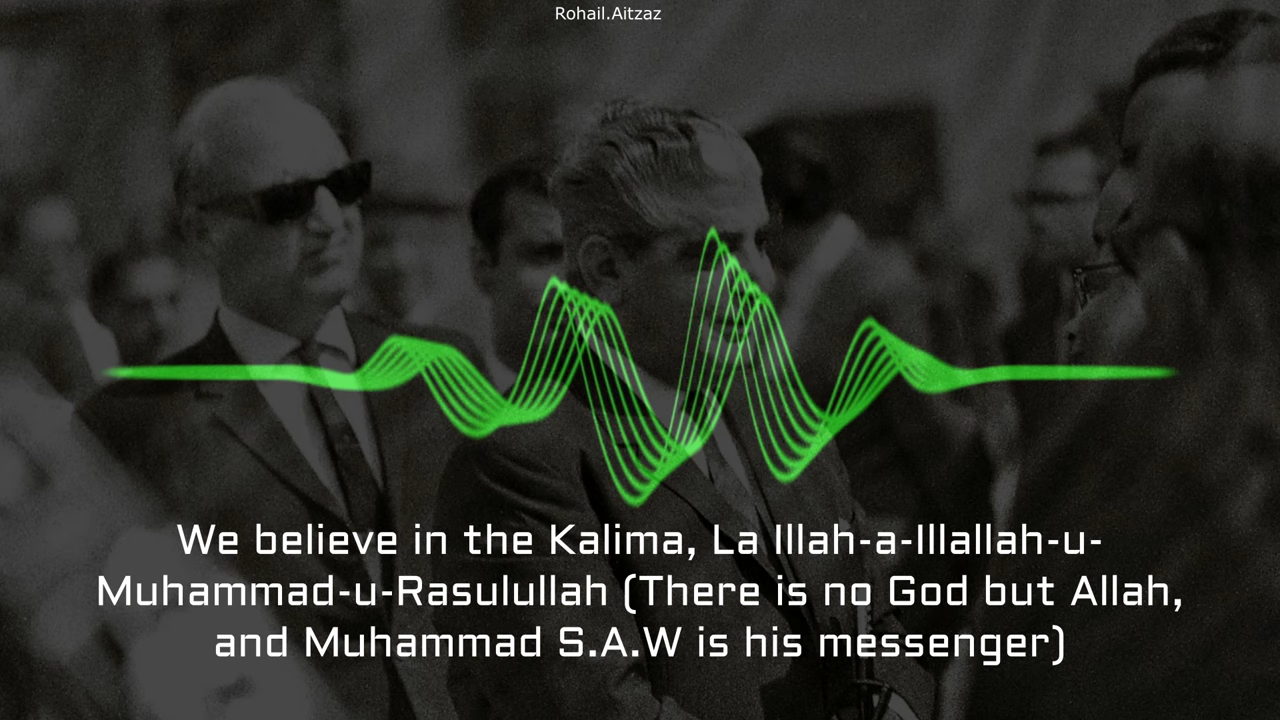 Rohail.Aitzaz
We believe in the Kalima, La Illah-a-Illallah-u-
Muhammad-u-Rasulullah (There is no God but Allah,
and Muhammad S.A.W is his messenger)